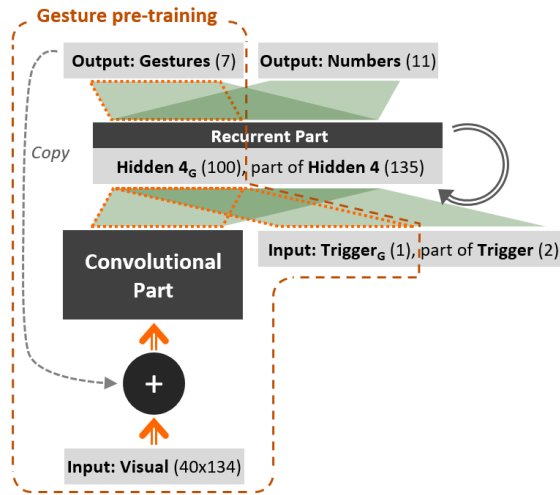 Gesture pre-training
Output: Gestures (7)
Output: Numbers (11)
Copy
Recurrent Part
Hidden 4G (100), part of Hidden 4 (135)
Input: TriggerG (1), part of Trigger (2)
Convolutional
Part
+
Input: Visual (40x134)